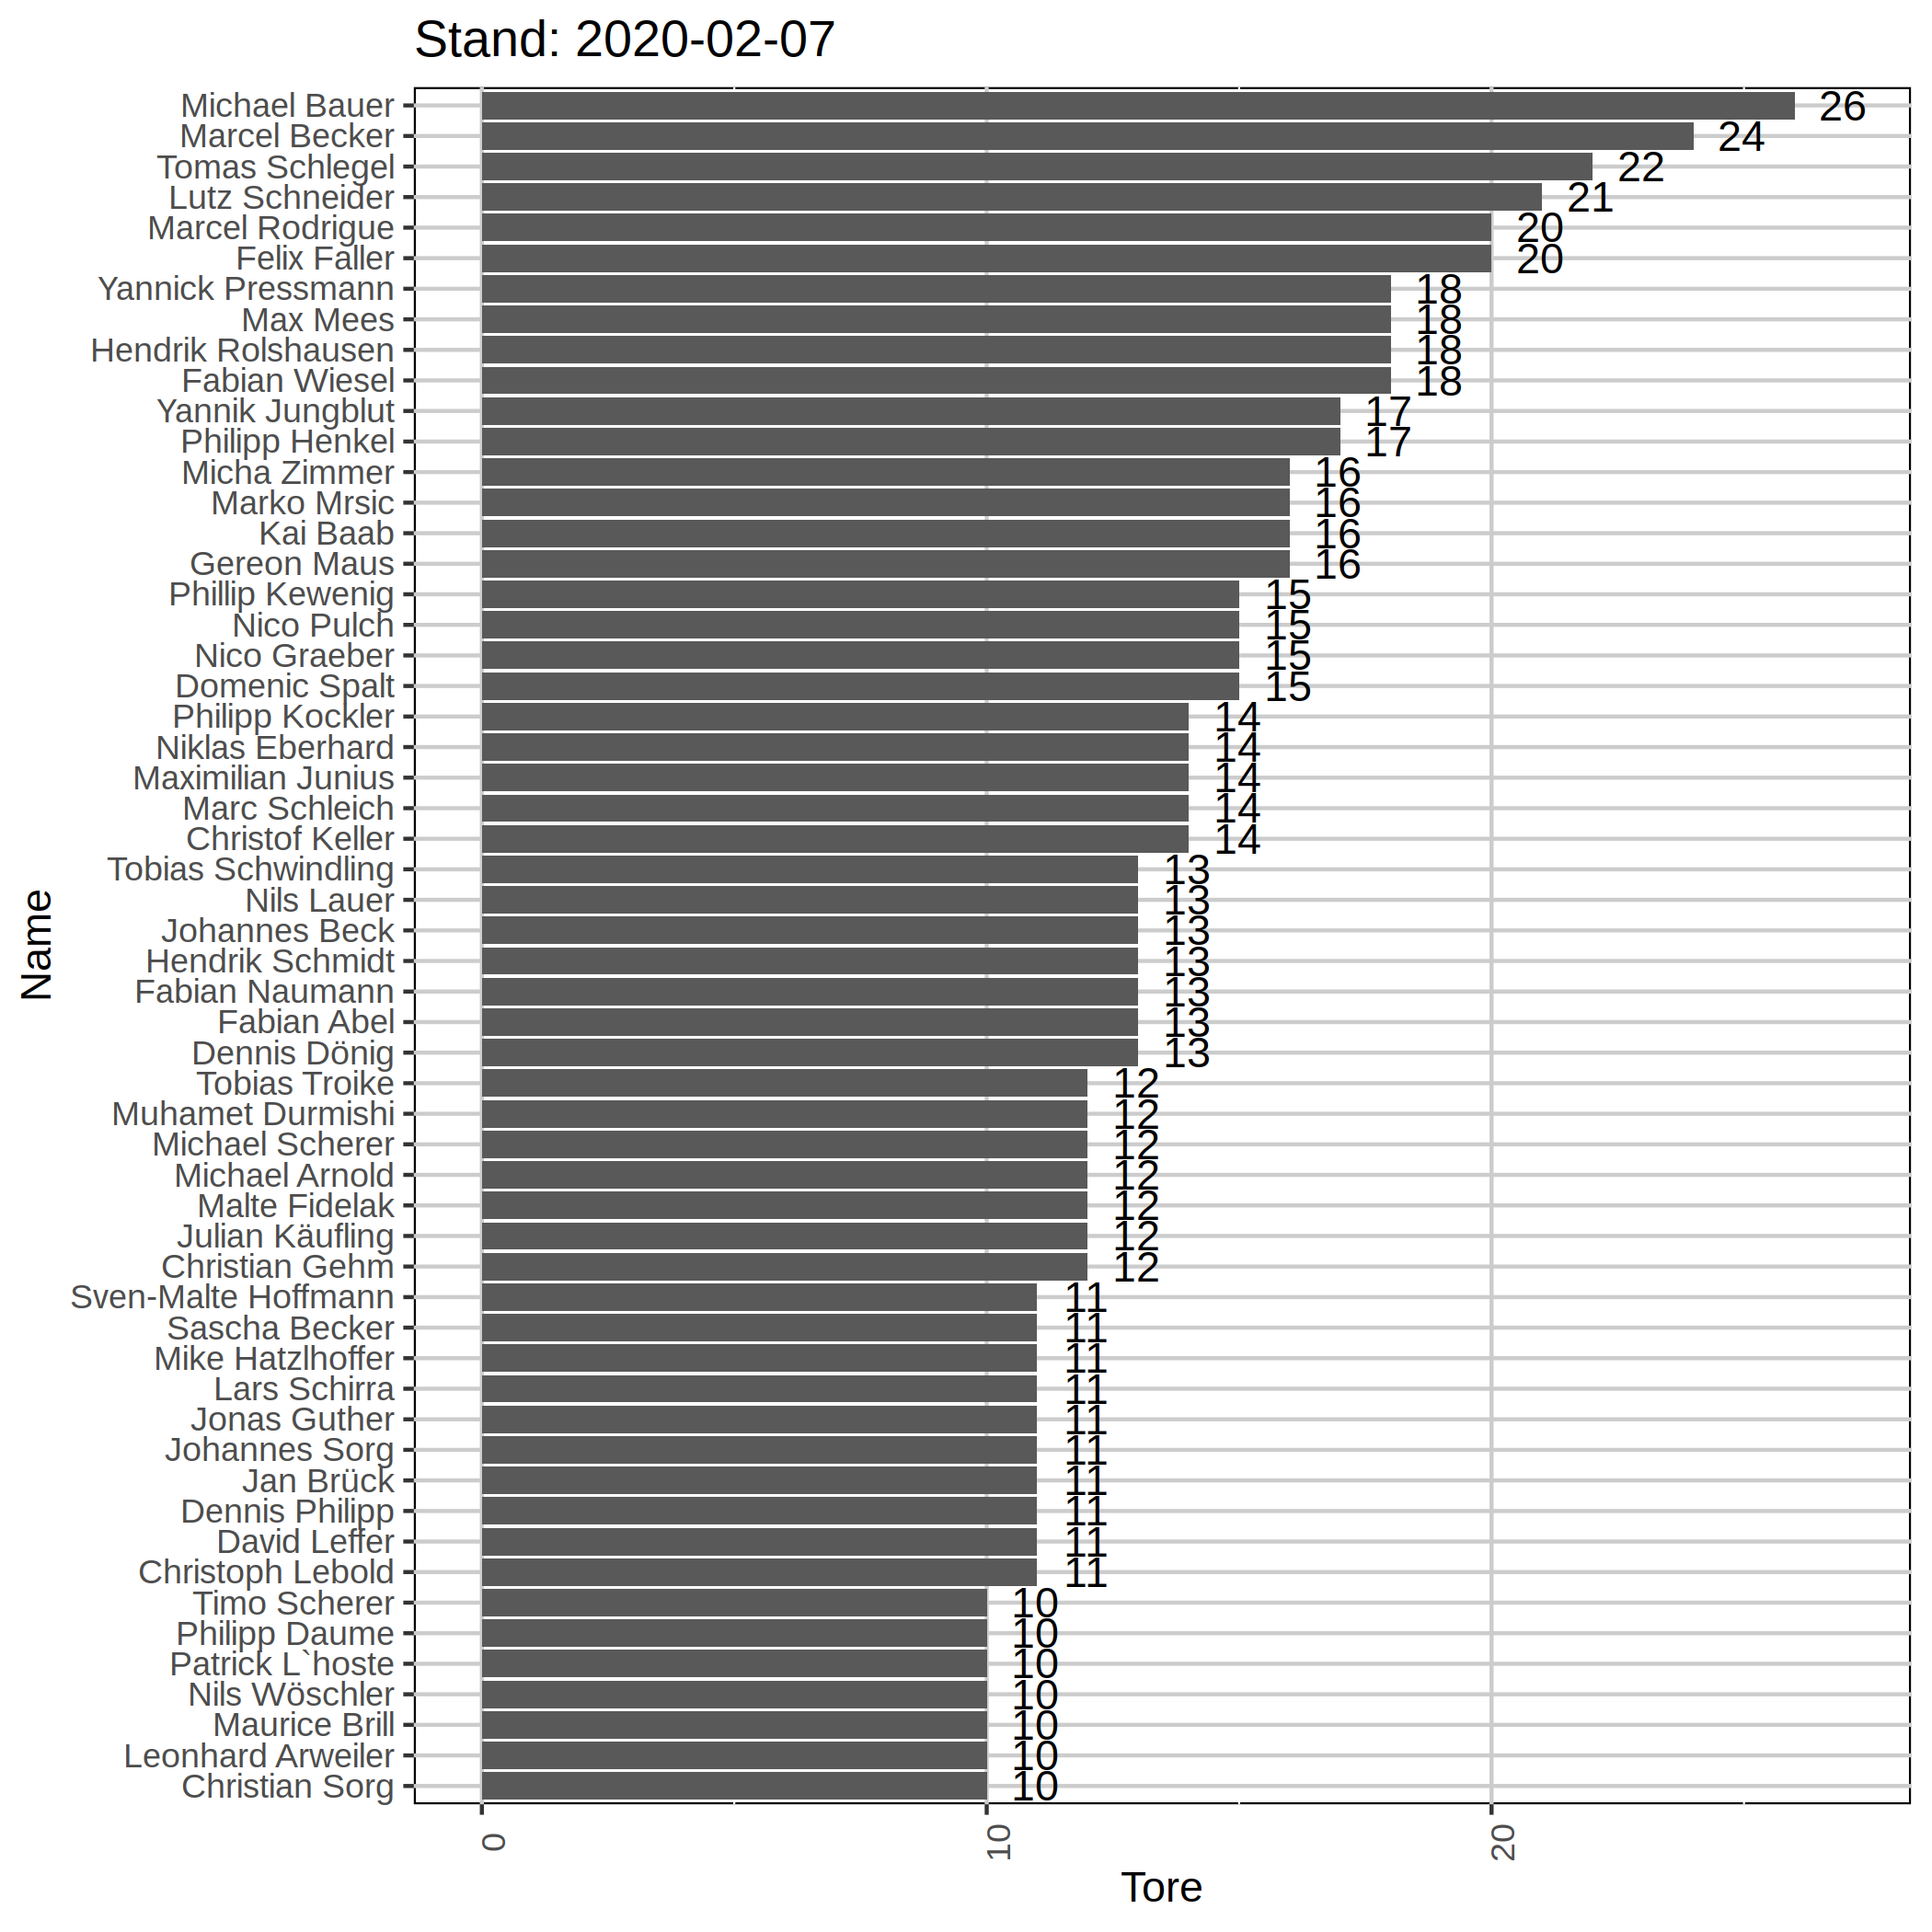 Stand: 2020-02-07
Michael Bauer 26
Marcel Becker 24
Tomas Schlegel 22
Lutz Schneider 21
Marcel Rodrigue 20
Felix Faller 20
Yannick Pressmann 18
Max Mees 18
Hendrik Rolshausen 18
Fabian Wiesel 18
Yannik Jungblut 17
Philipp Henkel 17
Micha Zimmer 16
Marko Mrsic 16
Kai Baab 16
Gereon Maus 16
Phillip Kewenig 15
Nico Pulch 15
Nico Graeber 15
Domenic Spalt 15
Philipp Kockler 14
Niklas Eberhard 14
Maximilian Junius 14
Marc Schleich 14
Christof Keller 14
Tobias Schwindling 13
Nils Lauer 13
Johannes Beck 13
Hendrik Schmidt 13
Fabian Naumann 13
Fabian Abel 13
Dennis Dönig 13
Tobias Troike 12
Muhamet Durmishi 12
Michael Scherer 12
Michael Arnold 12
Malte Fidelak 12
Julian Käufling 12
Christian Gehm 12
Sven-Malte Hoffmann 11
Sascha Becker 11
Mike Hatzlhoffer 11
Lars Schirra 11
Jonas Guther 11
Johannes Sorg 11
Jan Brück 11
Dennis Philipp 11
David Leffer 11
Christoph Lebold 11
Timo Scherer 10
Philipp Daume 10
Patrick L`hoste 10
Nils Wöschler 10
Maurice Brill 10
Leonhard Arweiler 10
Christian Sorg 10
Name
0 10 20
Tore